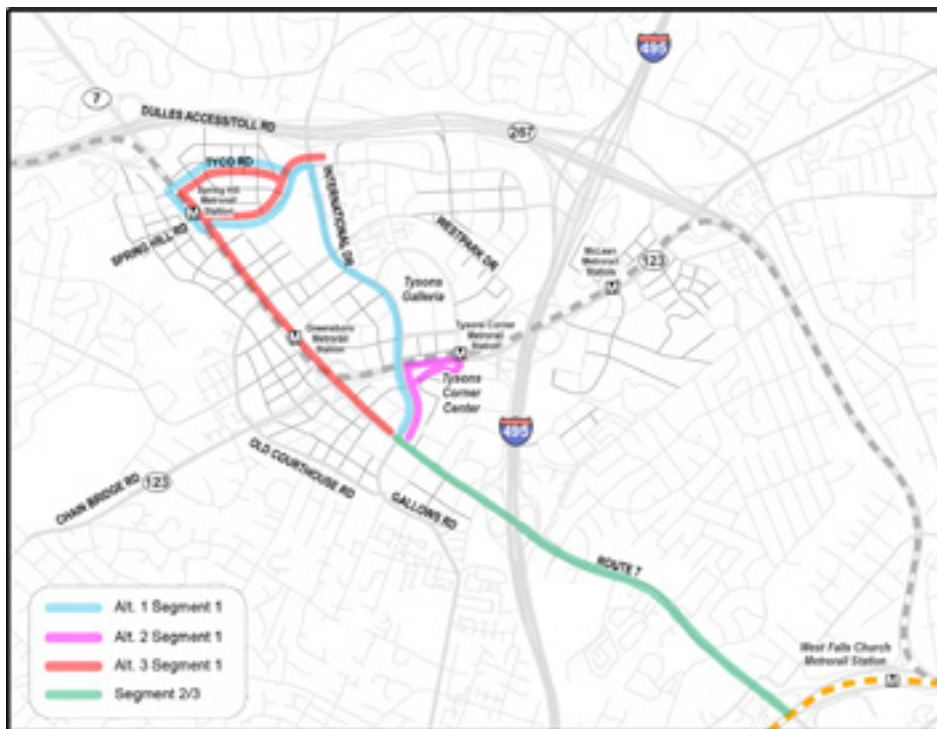 495
7
DULLES ACCESS/TOLL RD
267
TYCO RD
Spring Hill
Metrorail
Station
INTERNATIONAL DR
SPRING HILL RD
WESTPARK DR
McLean
Metrorail
Station
123
Tysons
Galleria
Greensboro
Metrorail
Station
Tysons Corner
Metrorail
Station
Tysons
Corner
Center
495
OLD COURTHOUSE RD
CHAIN BRIDGE RD
123
GALLOWS RD
ROUTE 7
Alt. 1 Segment 1
Alt. 2 Segment 1
Alt. 3 Segment 1
Segment 2/3
West Falls Church
Metrorail Station